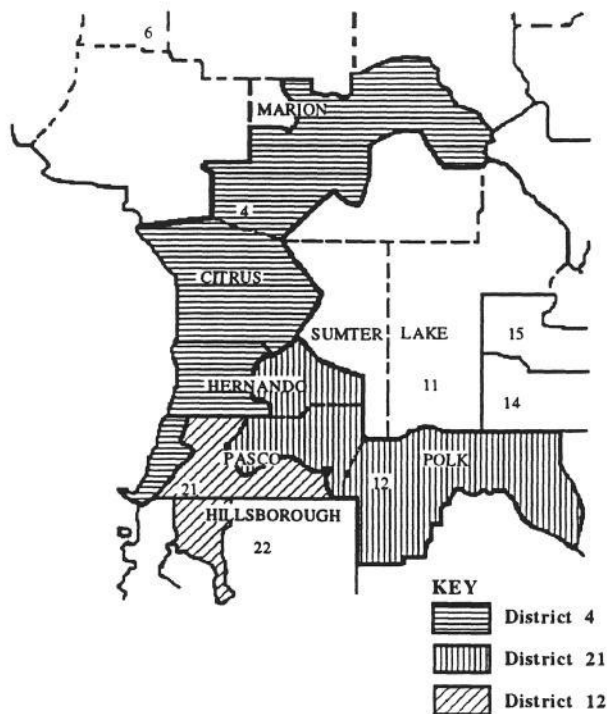 6
MARION
4
CITRUS
SUMTER LAKE
15
HERNANDO
11
14
PASCO
POLK
21
12
HILLSBOROUGH
22
KEY
District 4
District 21
District 12